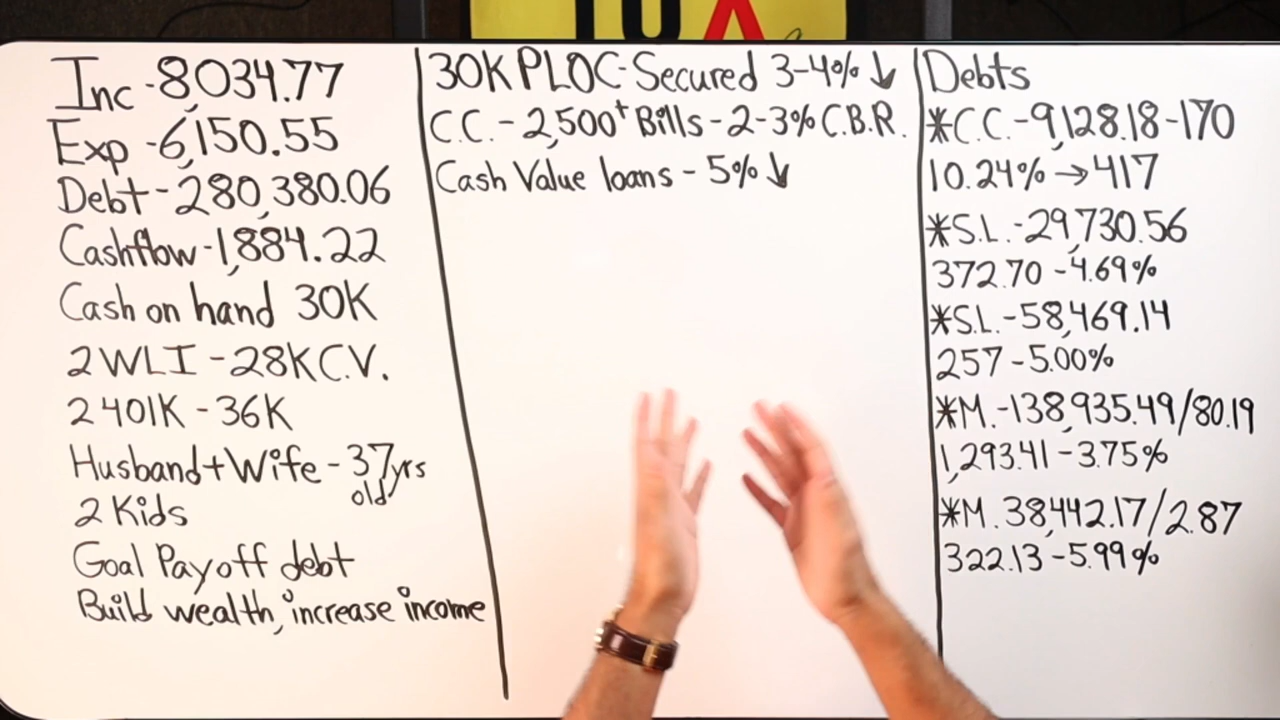 Inc - 8,034.77
Exp - 6,150.55
Debt - 280,380.06
Cashflow - 1,884.22
Cash on hand 30K
2 WLI - 28K C.V.
2 401K - 36K
Husband + Wife - 37yrs old
2 Kids
Goal Payoff debt
Build wealth, increase income
30K PLOC - Secured 3-4% ↓
C.C. - 2,500+ Bills - 2-3% C.B.R.
Cash Value loans - 5% ↓
Debts
*C.C. - 9,128.18 - 170
10.24% → 417
*S.L. - 29,730.56
372.70 - 4.69%
*S.L. - 58,469.14
257 - 5.00%
*M. - 138,935.49/80.19
1,293.41 - 3.75%
*M. 38,442.17/2.87
322.13 - 5.99%